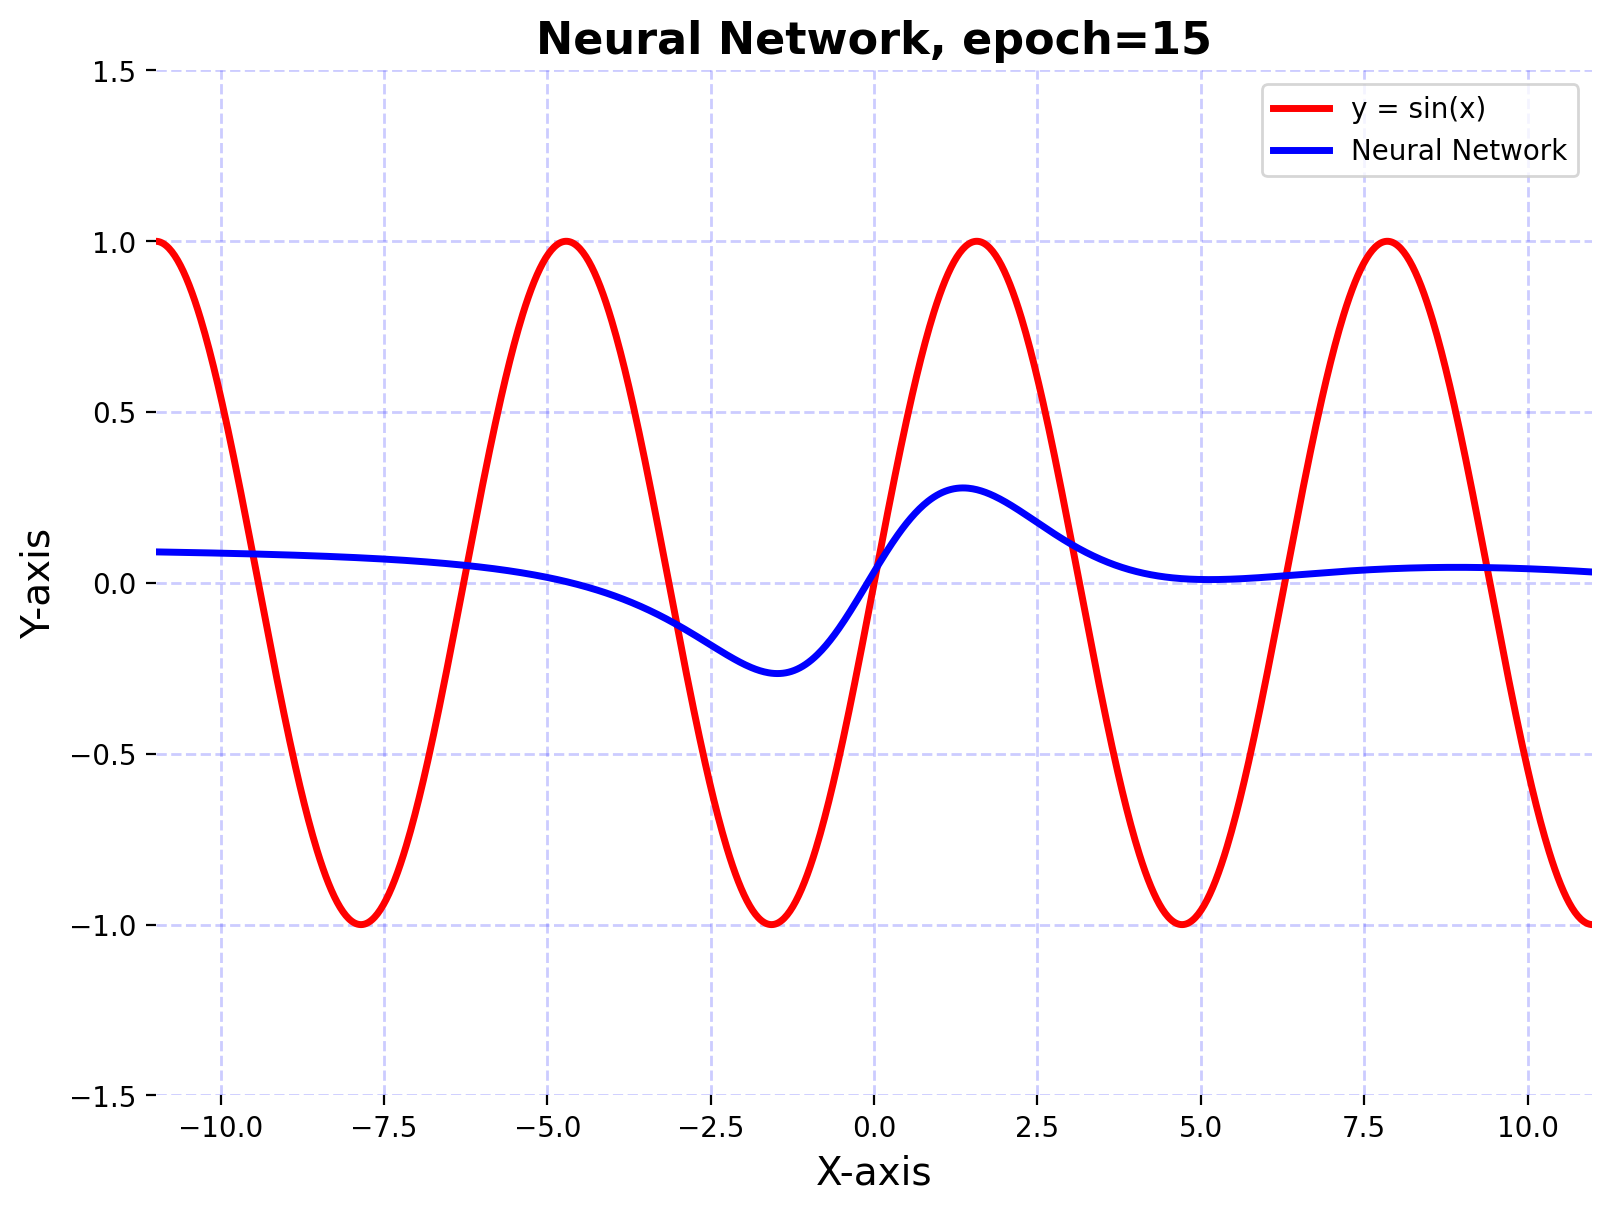 Neural Network, epoch=15
1.5
1.0
0.5
0.0
−0.5
−1.0
−1.5
Y-axis
y = sin(x)
Neural Network
−10.0 −7.5 −5.0 −2.5 0.0 2.5 5.0 7.5 10.0
X-axis